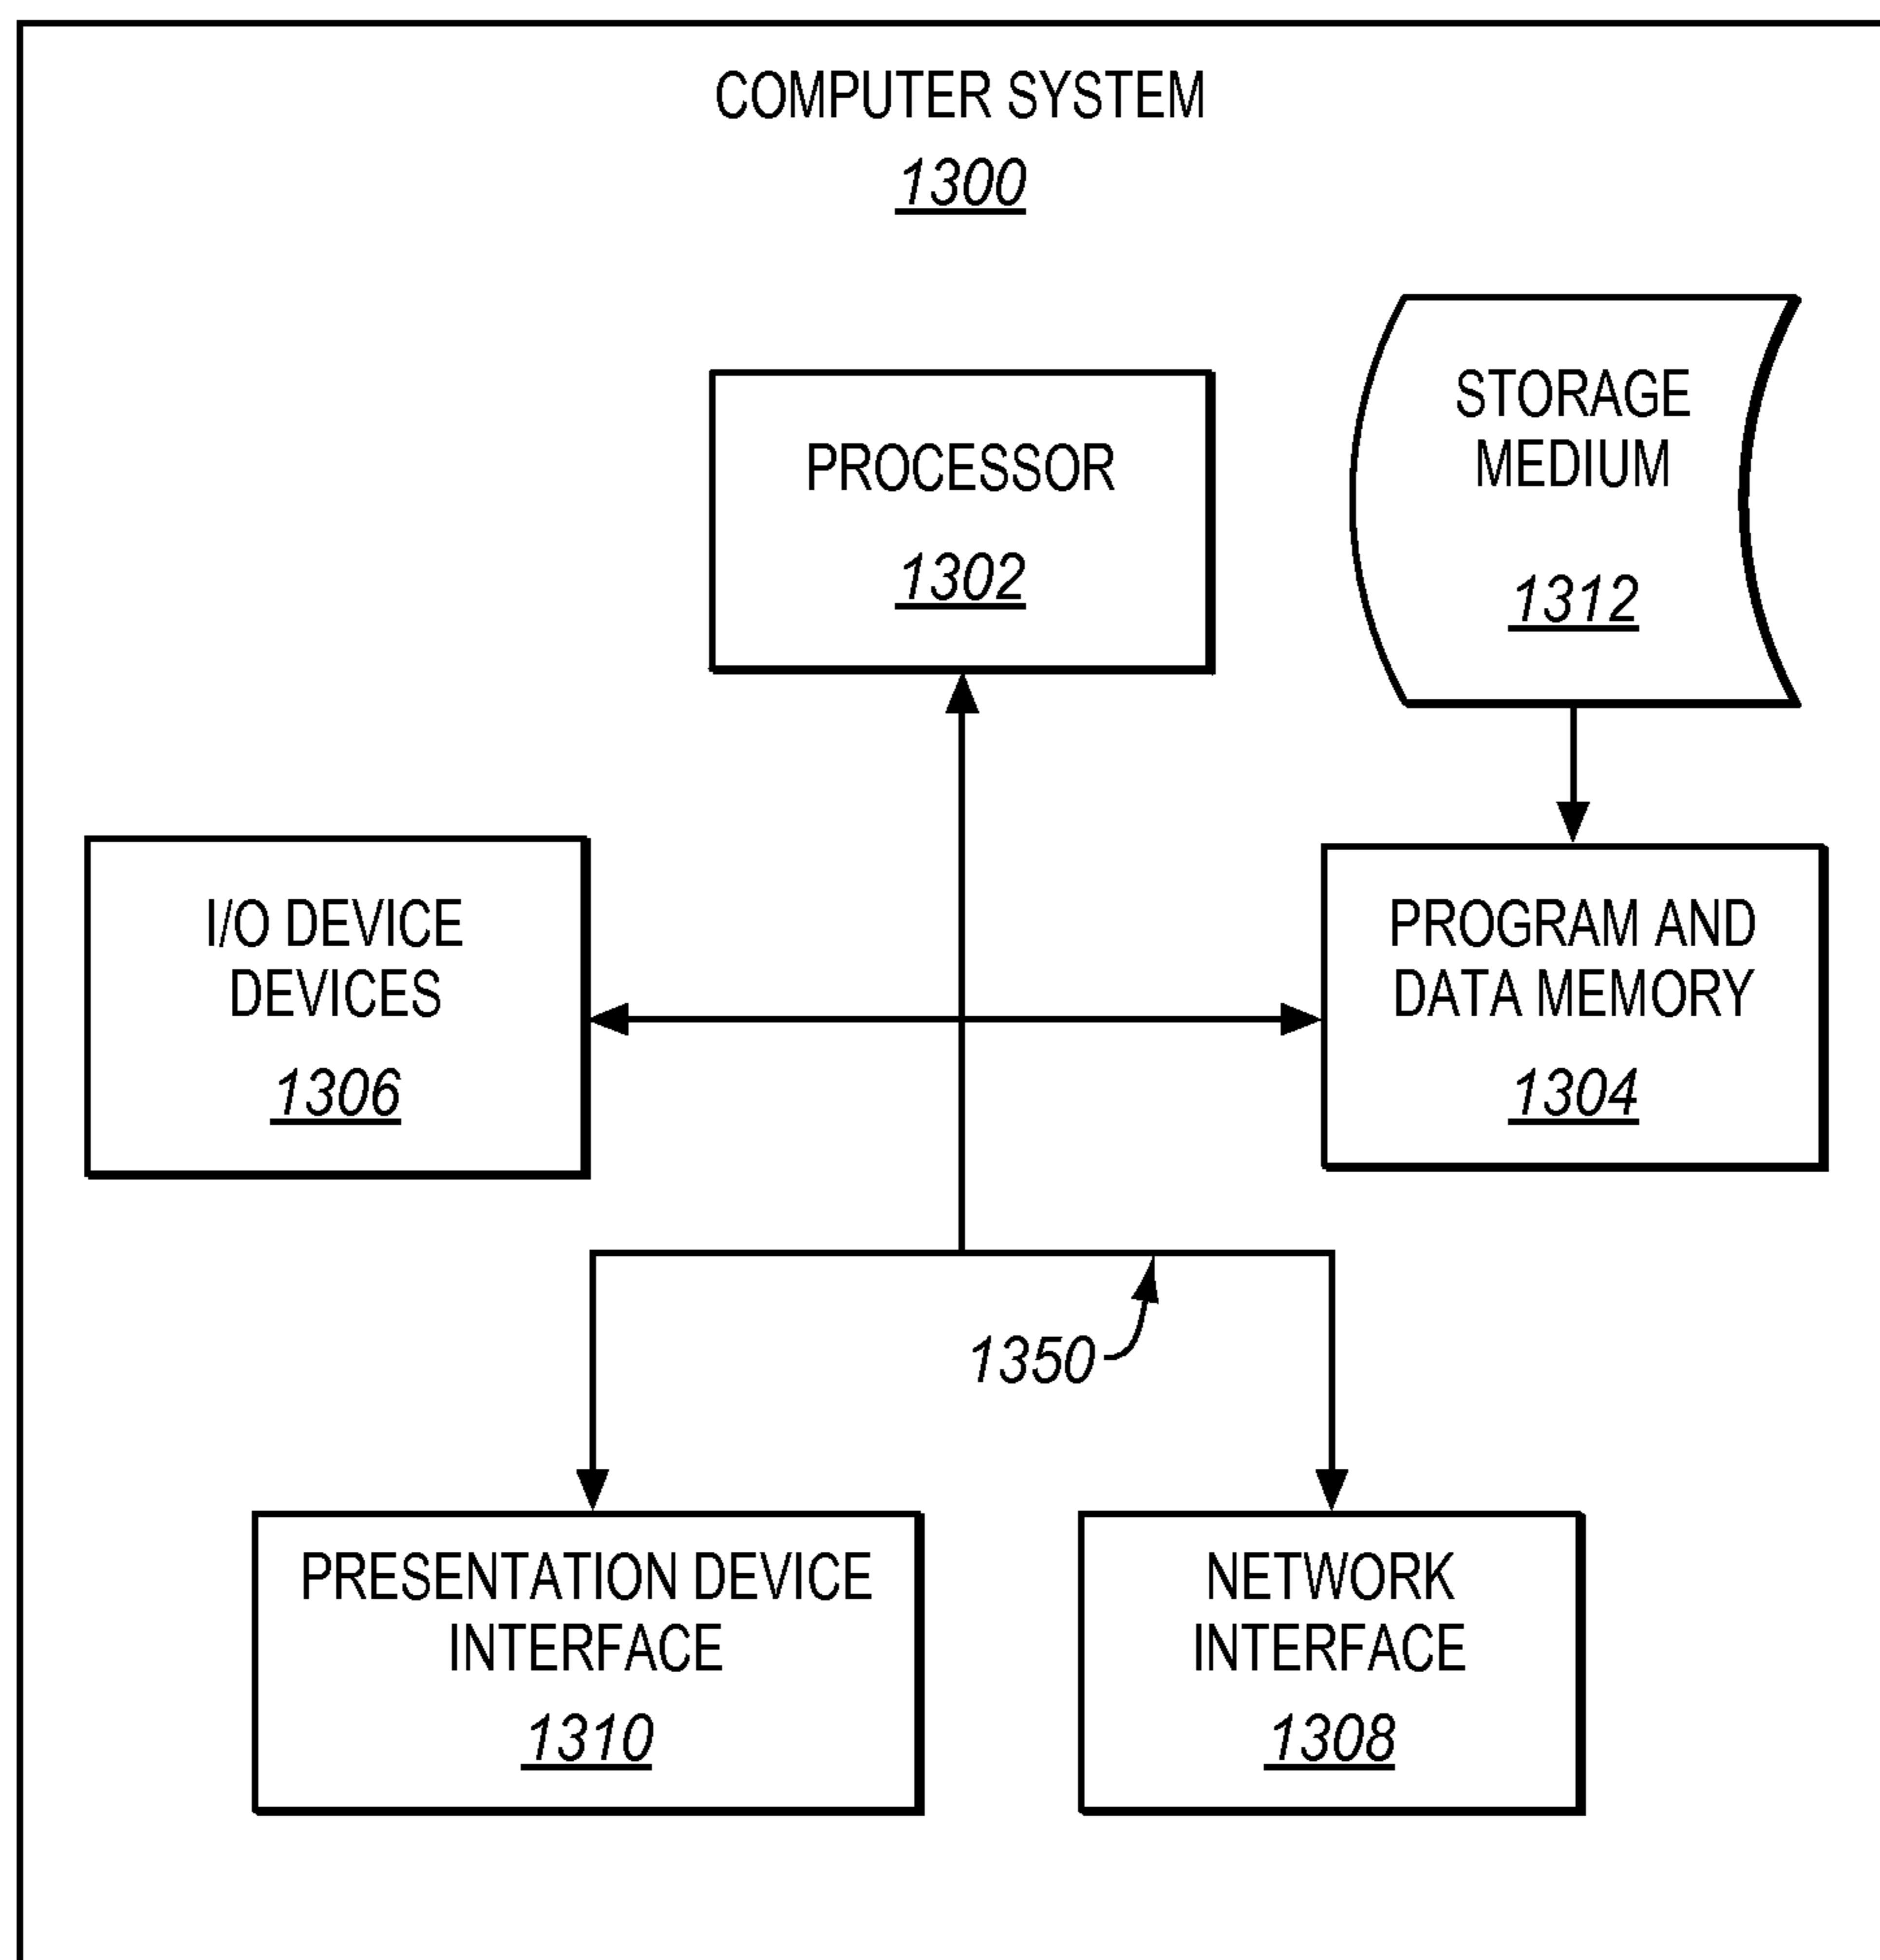 COMPUTER SYSTEM
1300
PROCESSOR
1302
STORAGE
MEDIUM
1312
I/O DEVICE
DEVICES
1306
PROGRAM AND
DATA MEMORY
1304
1350
PRESENTATION DEVICE
INTERFACE
1310
NETWORK
INTERFACE
1308